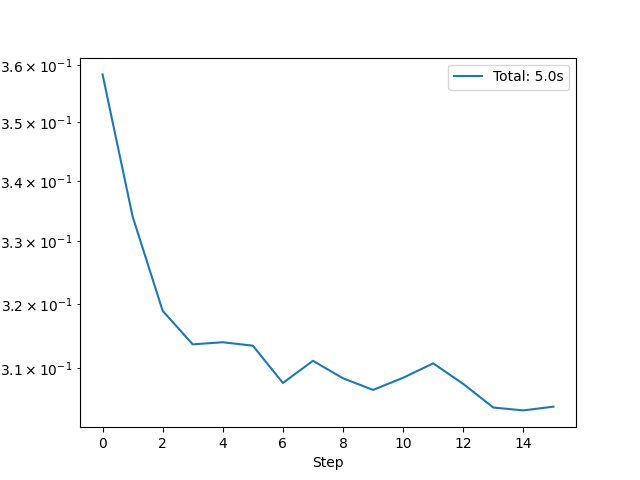 3.6 × 10⁻¹
3.5 × 10⁻¹
3.4 × 10⁻¹
3.3 × 10⁻¹
3.2 × 10⁻¹
3.1 × 10⁻¹
Total: 5.0s
0 2 4 6 8 10 12 14
Step